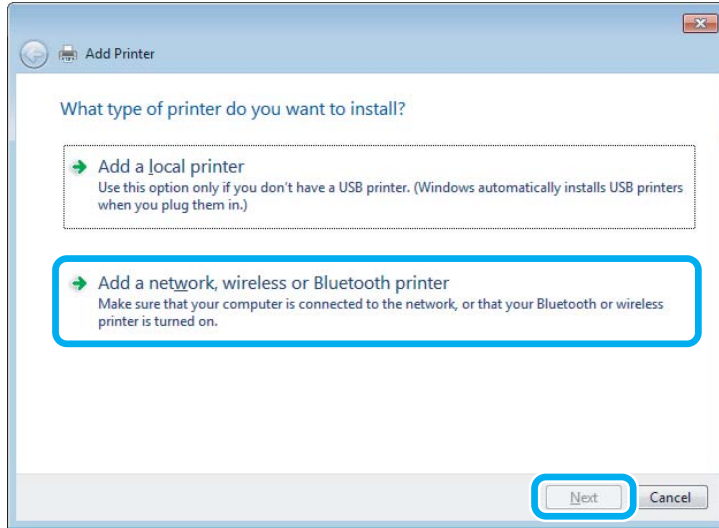 Add Printer
What type of printer do you want to install?
Add a local printer
Use this option only if you don't have a USB printer. (Windows automatically installs USB printers
when you plug them in.)
Add a network, wireless or Bluetooth printer
Make sure that your computer is connected to the network, or that your Bluetooth or wireless
printer is turned on.
Next
Cancel